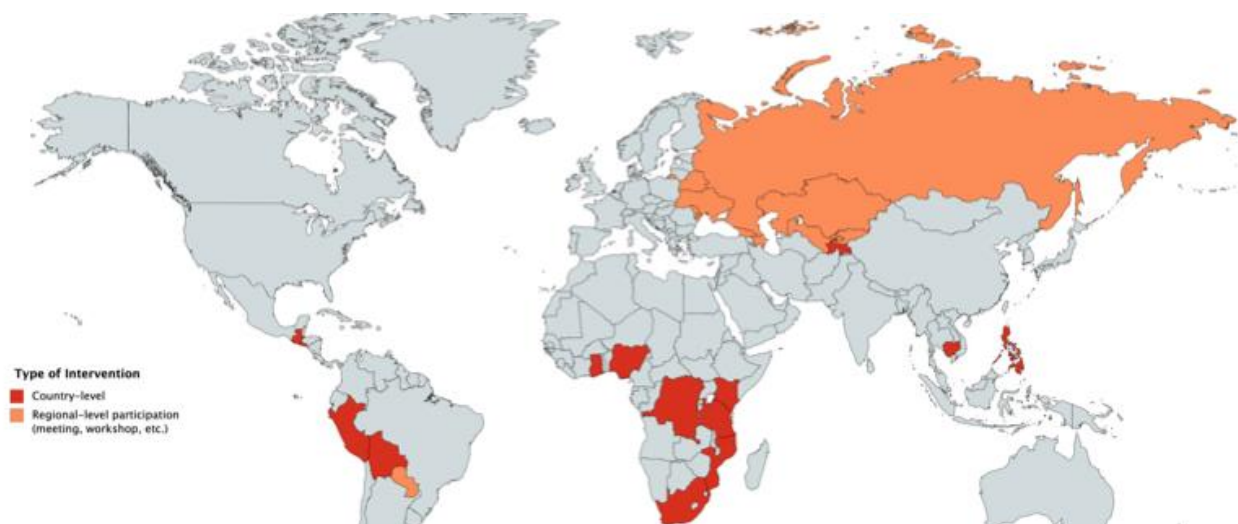 Type of Intervention
Country-level
Regional-level participation
(meeting, workshop, etc.)